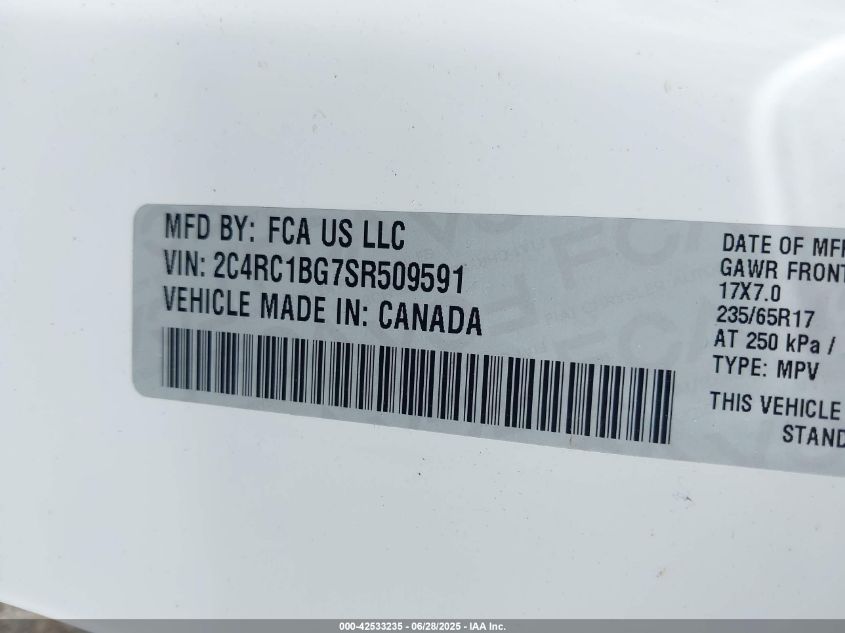 MFD BY: FCA US LLC
VIN: 2C4RC1BG7SR509591
VEHICLE MADE IN: CANADA
DATE OF MFR
GAWR FRONT
17X7.0
235/65R17
AT 250 kPa /
TYPE: MPV
THIS VEHICLE
STAND
000-42533235 - 06/28/2025 - IAA Inc.